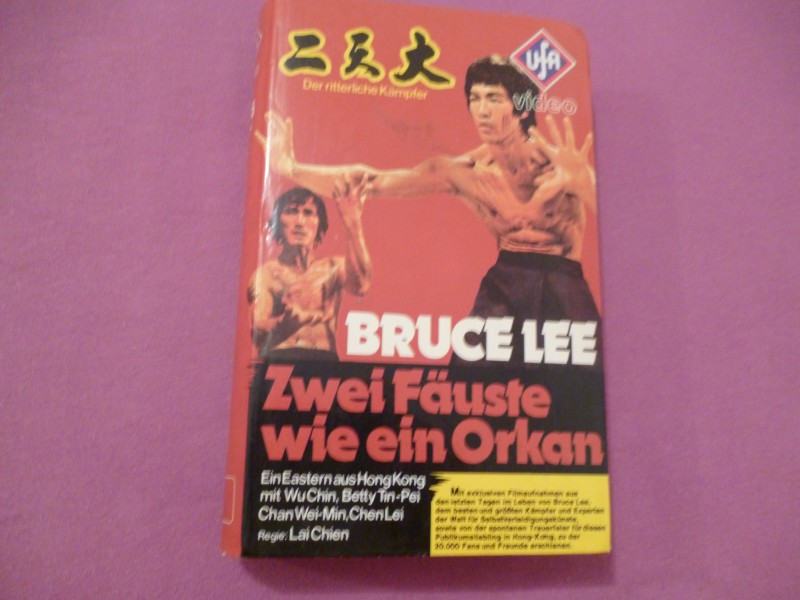 二天大
Der ritterliche Kämpfer
UFA
video
BRUCE LEE
Zwei Fäuste
wie ein Orkan
Ein Eastern aus Hong Kong
mit Wu Chin, Betty Tin-Pei
Chan Wei-Min, Chen Lei
Regie: Lai Chien
Mit exklusiven Filmaufnahmen aus
den letzten Tagen im Leben von Bruce Lee,
dem besten und größten Kämpfer und Experten
der Welt für Selbstverteidigungskünste,
sowie von der spontanen Trauerfeier für diesen
Publikumsliebling in Hong-Kong, zu der
30.000 Fans und Freunde erschienen.